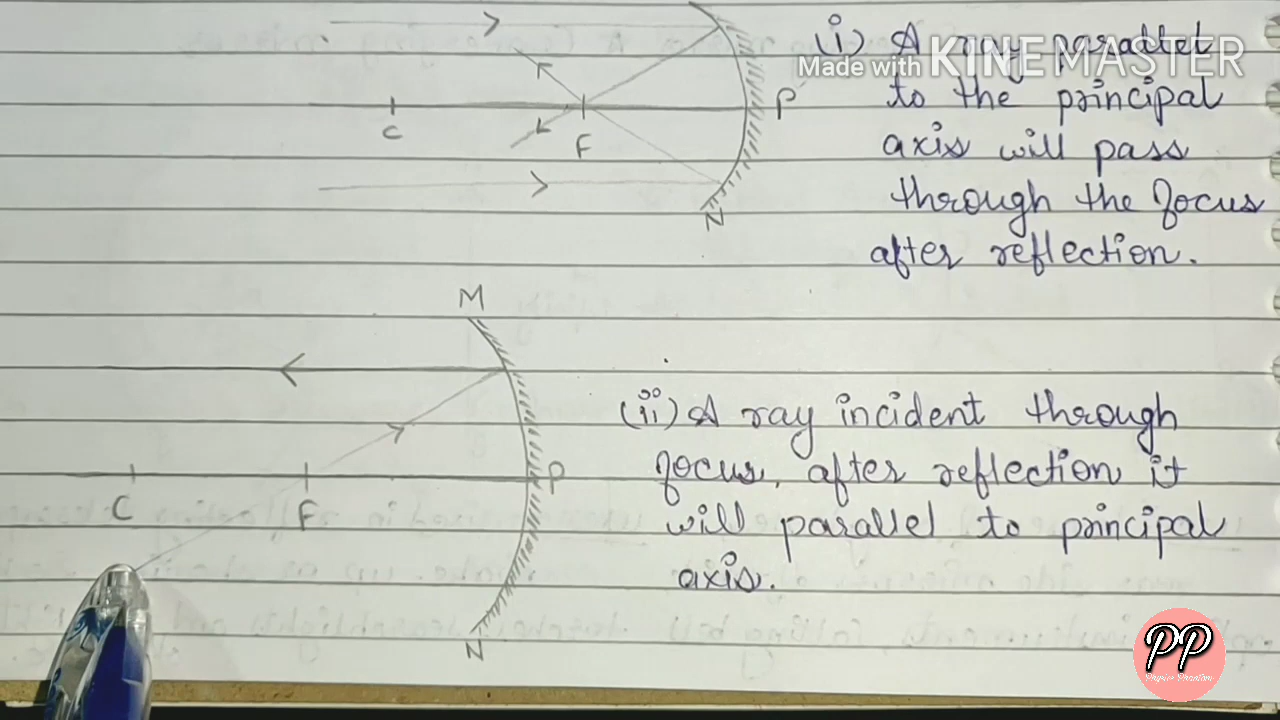 Made with KINEMASTER
(i) A ray parallel
to the principal
axis will pass
through the focus
after reflection.
C
F
P
N
M
(ii) A ray incident through
focus, after reflection it
will parallel to principal
axis.
C
F
P
N
PP